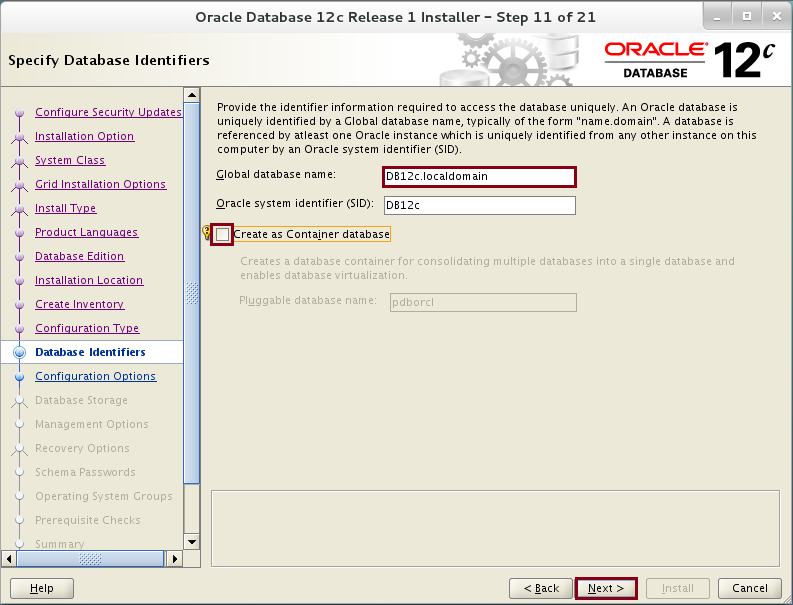 Oracle Database 12c Release 1 Installer - Step 11 of 21
Specify Database Identifiers
ORACLE®
DATABASE
12c
Configure Security Updates
Installation Option
System Class
Grid Installation Options
Install Type
Product Languages
Database Edition
Installation Location
Create Inventory
Configuration Type
Database Identifiers
Configuration Options
Database Storage
Management Options
Recovery Options
Schema Passwords
Operating System Groups
Prerequisite Checks
Summary
Provide the identifier information required to access the database uniquely. An Oracle database is
uniquely identified by a Global database name, typically of the form "name.domain". A database is
referenced by atleast one Oracle instance which is uniquely identified from any other instance on this
computer by an Oracle system identifier (SID).
Global database name: DB12c.localdomain
Oracle system identifier (SID): DB12c
Create as Container database
Creates a database container for consolidating multiple databases into a single database and
enables database virtualization.
Pluggable database name: pdborcl
Help
< Back
Next >
Install
Cancel